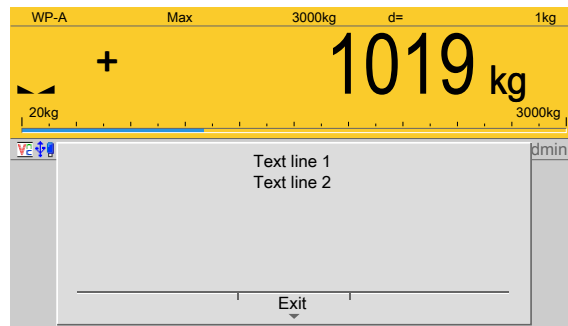 WP-A Max 3000kg d= 1kg
+ 1019 kg
20kg 3000kg
dmin
Text line 1
Text line 2
Exit